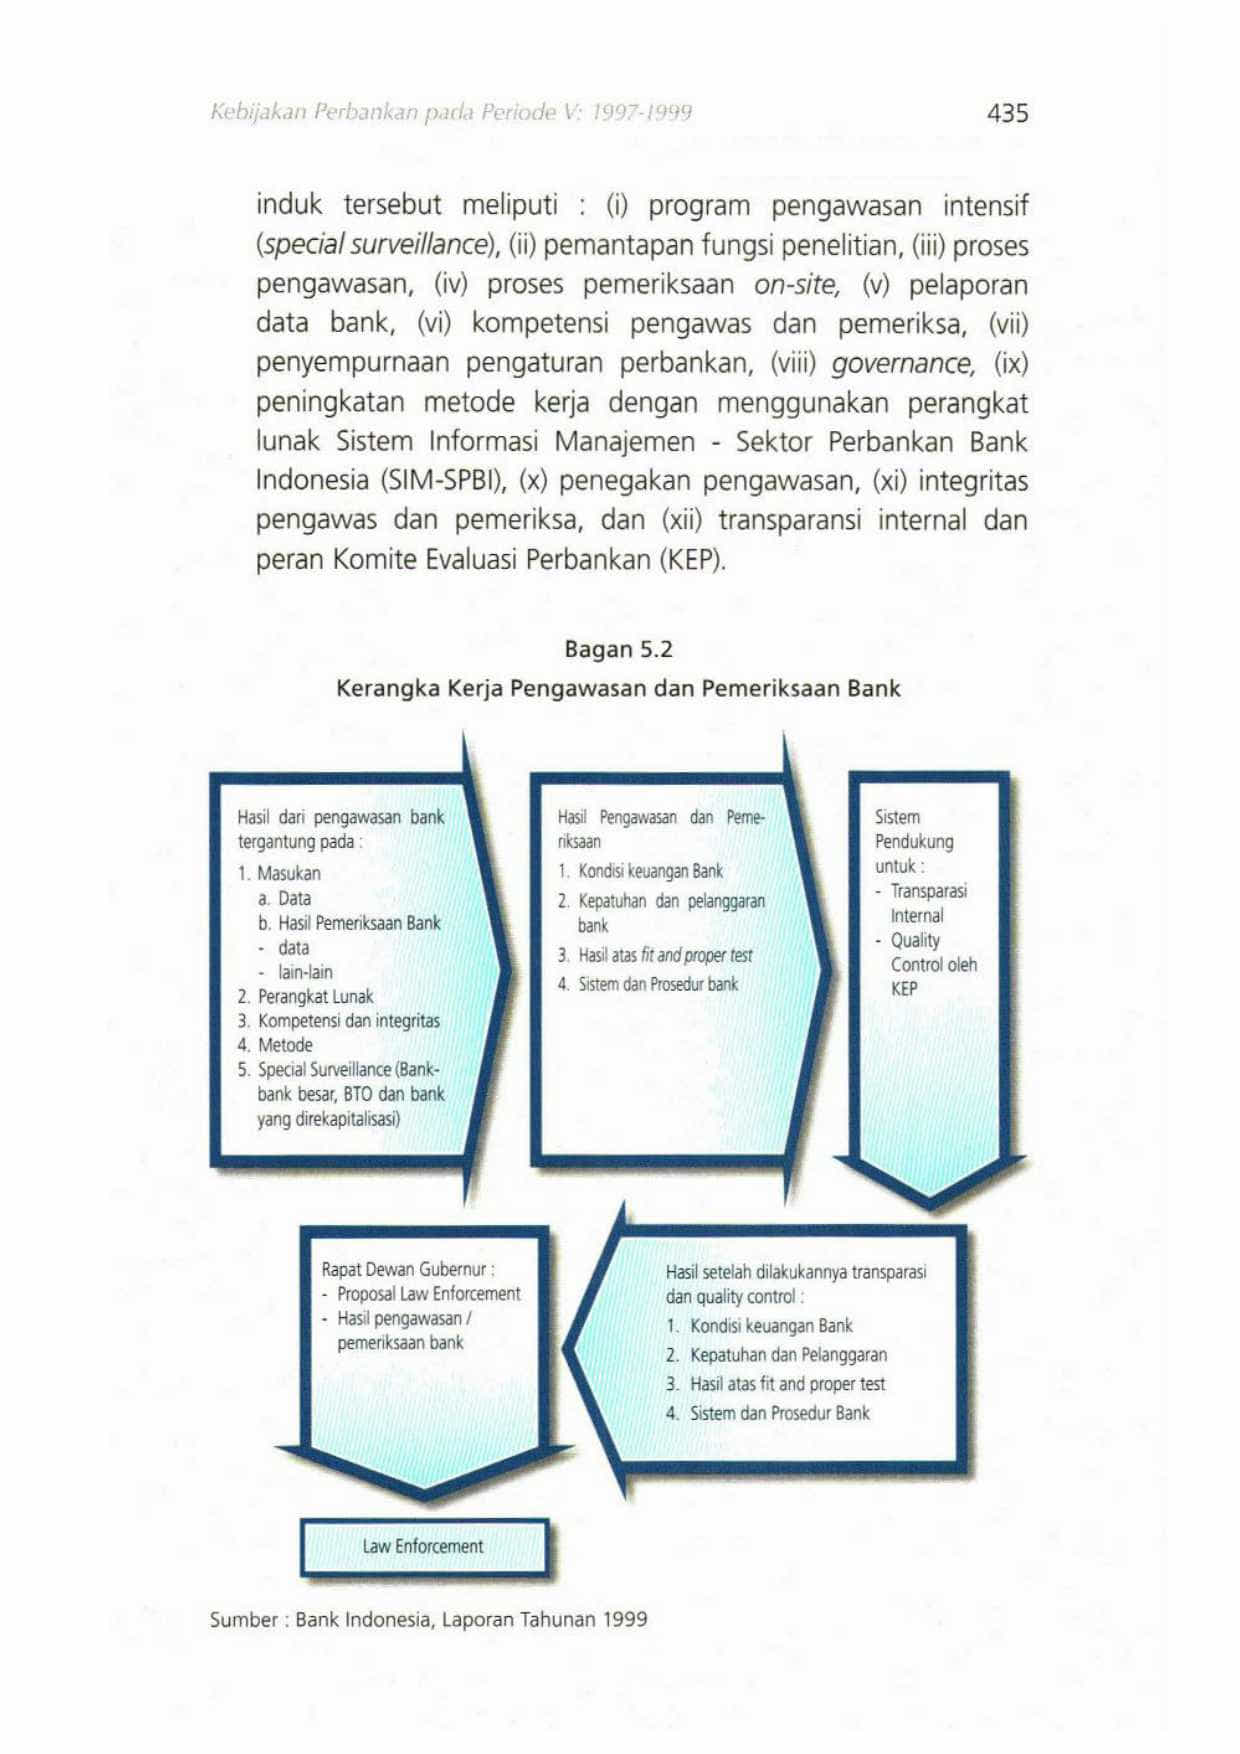 Kebijakan Perbankan pada Periode V: 1997-1999
435
induk tersebut meliputi : (i) program pengawasan intensif
(special surveillance), (ii) pemantapan fungsi penelitian, (iii) proses
pengawasan, (iv) proses pemeriksaan on-site, (v) pelaporan
data bank, (vi) kompetensi pengawas dan pemeriksa, (vii)
penyempurnaan pengaturan perbankan, (viii) governance, (ix)
peningkatan metode kerja dengan menggunakan perangkat
lunak Sistem Informasi Manajemen - Sektor Perbankan Bank
Indonesia (SIM-SPBI), (x) penegakan pengawasan, (xi) integritas
pengawas dan pemeriksa, dan (xii) transparansi internal dan
peran Komite Evaluasi Perbankan (KEP).
Bagan 5.2
Kerangka Kerja Pengawasan dan Pemeriksaan Bank
Hasil dari pengawasan bank
tergantung pada :
1. Masukan
a. Data
b. Hasil Pemeriksaan Bank
- data
- lain-lain
2. Perangkat Lunak
3. Kompetensi dan integritas
4. Metode
5. Special Surveillance (Bank-
bank besar, BTO dan bank
yang direkapitalisasi)
Hasil Pengawasan dan Peme-
riksaan
1. Kondisi keuangan Bank
2. Kepatuhan dan pelanggaran
bank
3. Hasil atas fit and proper test
4. Sistem dan Prosedur bank
Sistem
Pendukung
untuk :
- Transparasi
Internal
- Quality
Control oleh
KEP
Rapat Dewan Gubernur :
- Proposal Law Enforcement
- Hasil pengawasan /
pemeriksaan bank
Hasil setelah dilakukannya transparasi
dan quality control :
1. Kondisi keuangan Bank
2. Kepatuhan dan Pelanggaran
3. Hasil atas fit and proper test
4. Sistem dan Prosedur Bank
Law Enforcement
Sumber : Bank Indonesia, Laporan Tahunan 1999